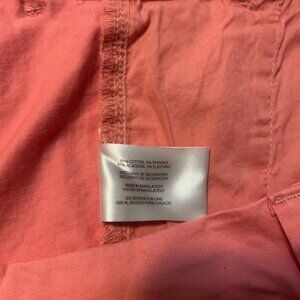 97% COTTON, 3% SPANDEX
97% ALGODÓN, 3% ELASTANO
EXCLUSIVE OF DECORATION
EXCLUSIVO DE DECORACIÓN
MADE IN BANGLADESH
HECHO EN BANGLADESH
SEE REVERSE FOR CARE
VER AL REVERSO PARA CUIDADO